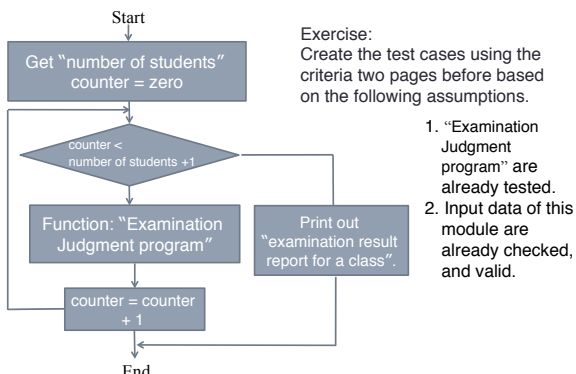 Start
Get “number of students”
counter = zero
counter <
number of students +1
Function: “Examination
Judgment program”
counter = counter
+ 1
Print out
“examination result
report for a class”.
End
Exercise:
Create the test cases using the
criteria two pages before based
on the following assumptions.
1. “Examination
Judgment
program” are
already tested.
2. Input data of this
module are
already checked,
and valid.